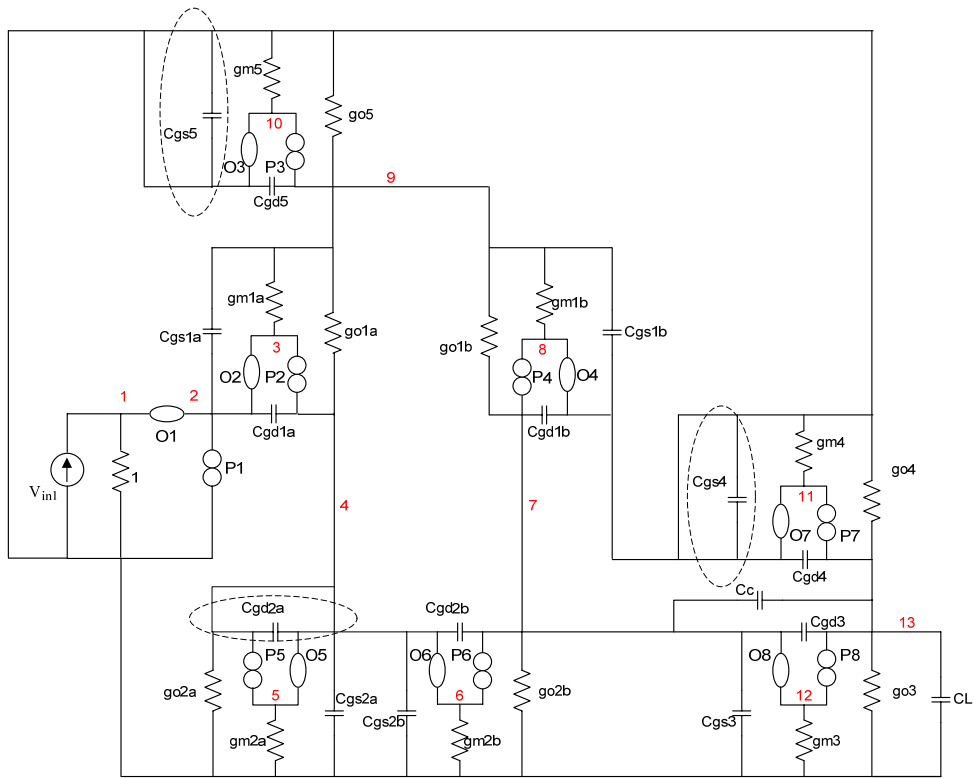 gm5
go5
Cgs5
10
O3
P3
Cgd5
9
gm1a
Cgs1a
go1a
3
O2
P2
Cgd1a
gm1b
Cgs1b
go1b
8
P4
O4
Cgd1b
1
2
O1
P1
1
Vin1
4
7
gm4
go4
Cgs4
11
O7
P7
Cgd4
Cc
Cgd2a
Cgd2b
Cgd3
13
P5
O5
O6
P6
O8
P8
go2a
5
Cgs2a
Cgs2b
6
go2b
12
go3
CL
Cgs3
gm2a
gm2b
gm3